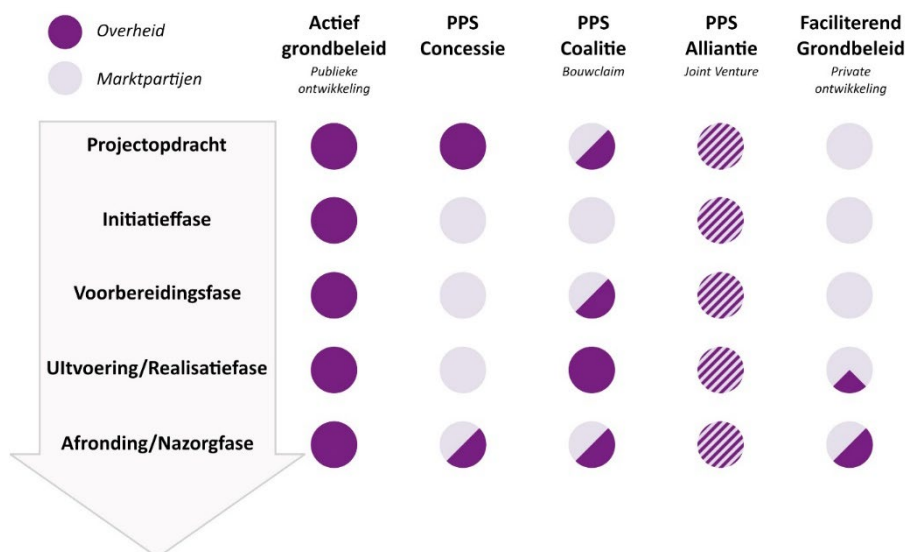 Overheid
Marktpartijen
Actief
grondbeleid
Publieke
ontwikkeling
PPS
Concessie
PPS
Coalitie
Bouwclaim
PPS
Alliantie
Joint Venture
Faciliterend
Grondbeleid
Private
ontwikkeling
Projectopdracht
Initiatieffase
Voorbereidingsfase
UItvoering/Realisatiefase
Afronding/Nazorgfase